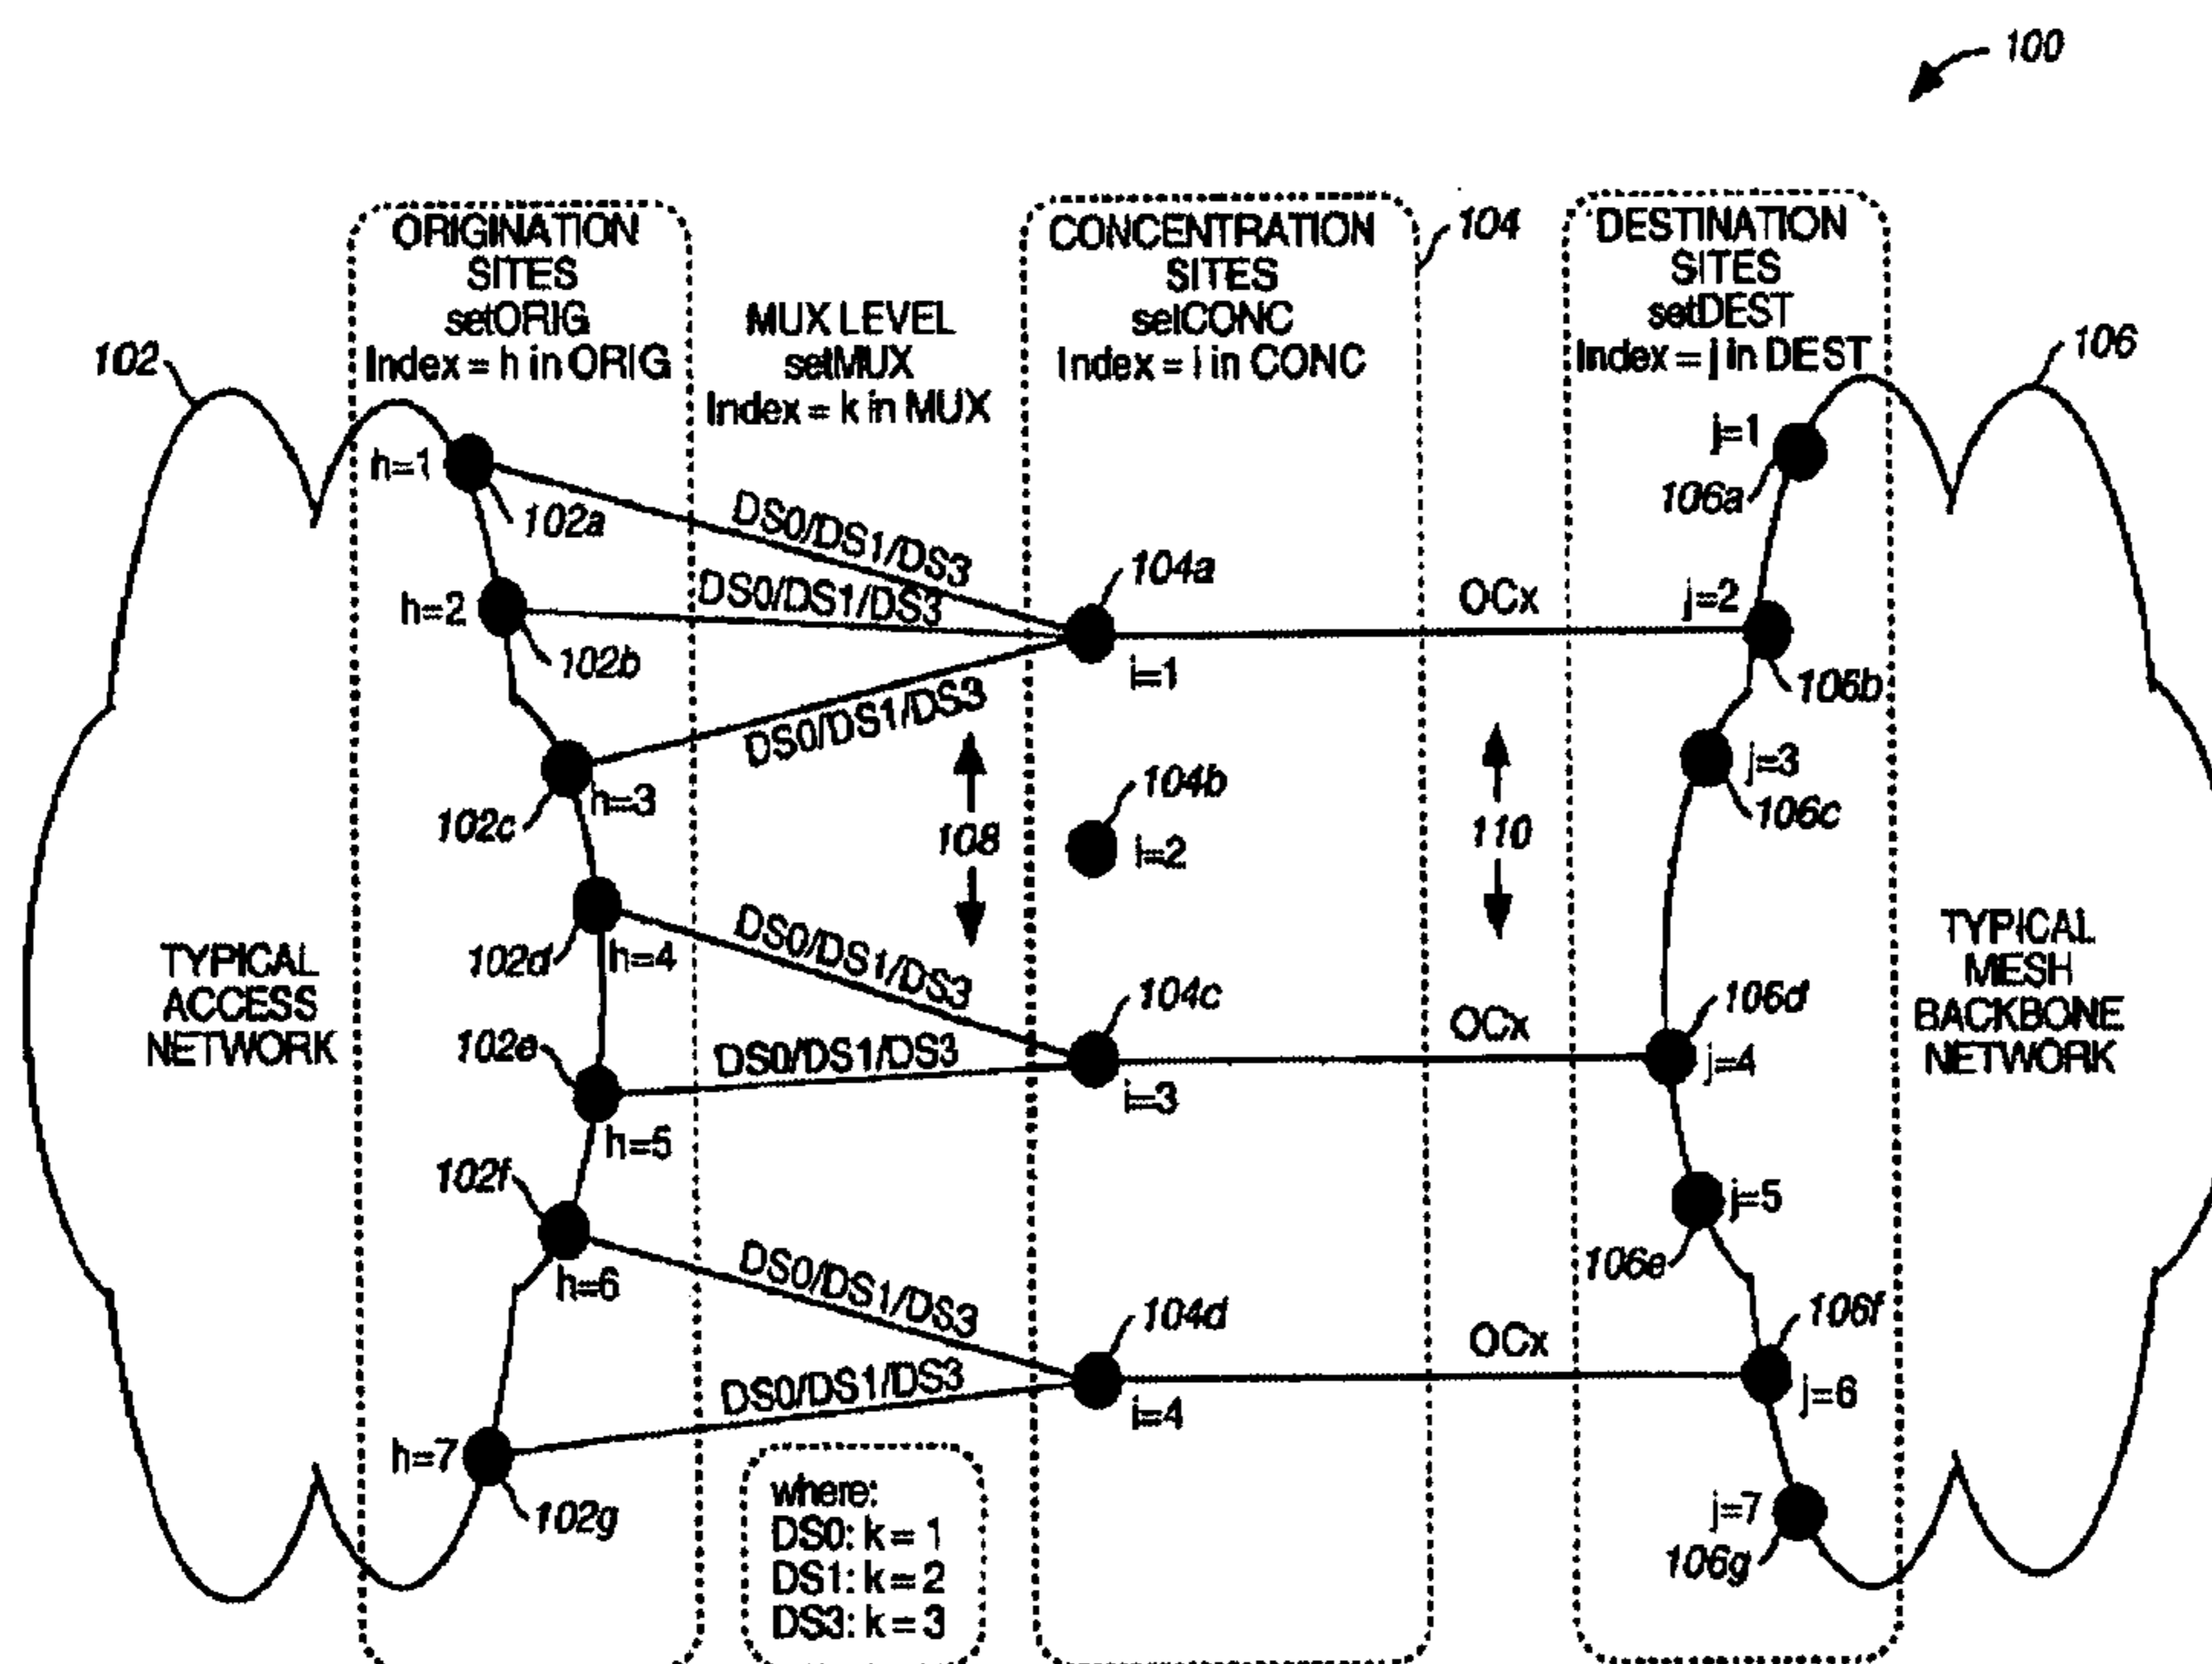 100
ORIGINATION
SITES
setORIG
Index = h in ORIG
MUX LEVEL
setMUX
Index = k in MUX
CONCENTRATION
SITES
setCONC
Index = i in CONC
104
DESTINATION
SITES
setDEST
Index = j in DEST
102
106
h=1
102a
DS0/DS1/DS3
j=1
106a
h=2
102b
DS0/DS1/DS3
104a
i=1
OCx
j=2
106b
DS0/DS1/DS3
h=3
102c
108
104b
i=2
110
j=3
106c
TYPICAL
ACCESS
NETWORK
102d
h=4
DS0/DS1/DS3
104c
i=3
OCx
106d
j=4
TYPICAL
MESH
BACKBONE
NETWORK
102e
h=5
DS0/DS1/DS3
102f
h=6
DS0/DS1/DS3
j=5
106e
104d
i=4
OCx
106f
j=6
h=7
102g
DS0/DS1/DS3
j=7
106g
where:
DS0: k = 1
DS1: k = 2
DS3: k = 3